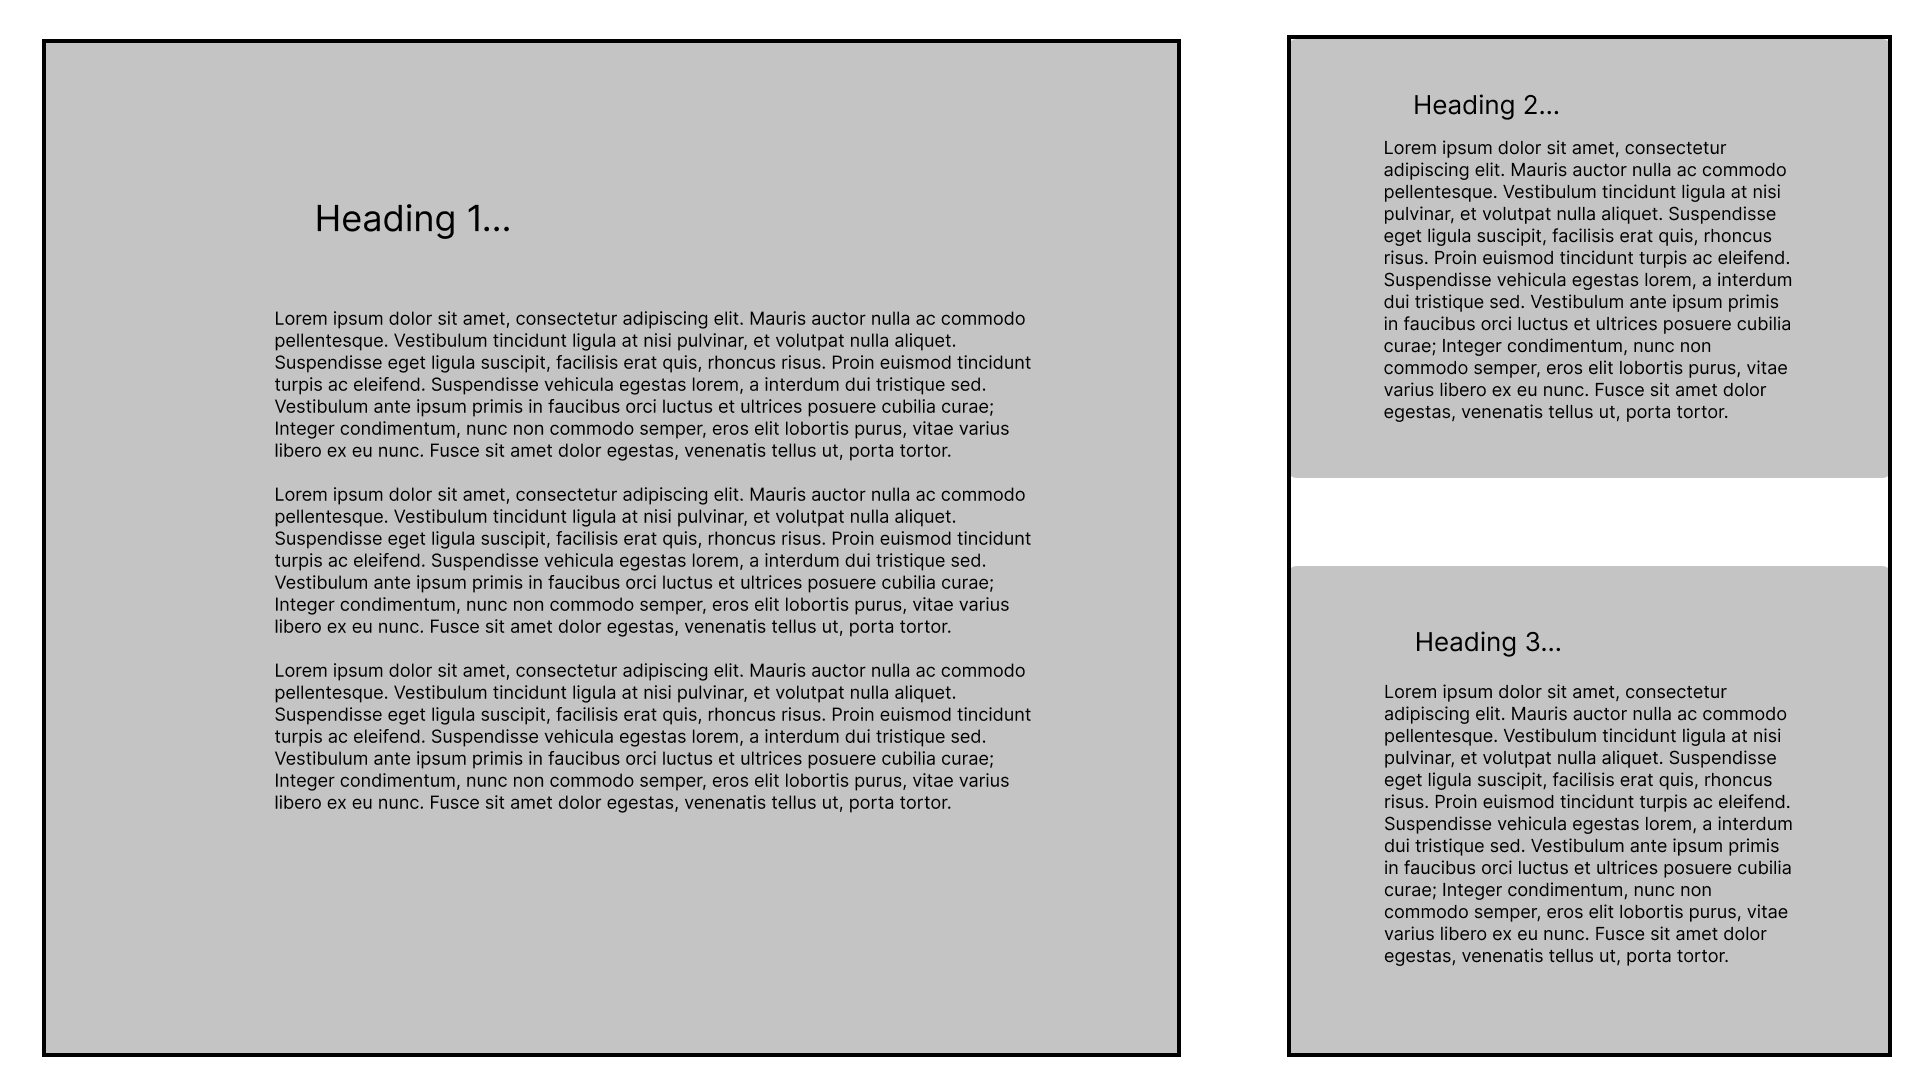 Heading 1...
Lorem ipsum dolor sit amet, consectetur adipiscing elit. Mauris auctor nulla ac commodo
pellentesque. Vestibulum tincidunt ligula at nisi pulvinar, et volutpat nulla aliquet.
Suspendisse eget ligula suscipit, facilisis erat quis, rhoncus risus. Proin euismod tincidunt
turpis ac eleifend. Suspendisse vehicula egestas lorem, a interdum dui tristique sed.
Vestibulum ante ipsum primis in faucibus orci luctus et ultrices posuere cubilia curae;
Integer condimentum, nunc non commodo semper, eros elit lobortis purus, vitae varius
libero ex eu nunc. Fusce sit amet dolor egestas, venenatis tellus ut, porta tortor.
Lorem ipsum dolor sit amet, consectetur adipiscing elit. Mauris auctor nulla ac commodo
pellentesque. Vestibulum tincidunt ligula at nisi pulvinar, et volutpat nulla aliquet.
Suspendisse eget ligula suscipit, facilisis erat quis, rhoncus risus. Proin euismod tincidunt
turpis ac eleifend. Suspendisse vehicula egestas lorem, a interdum dui tristique sed.
Vestibulum ante ipsum primis in faucibus orci luctus et ultrices posuere cubilia curae;
Integer condimentum, nunc non commodo semper, eros elit lobortis purus, vitae varius
libero ex eu nunc. Fusce sit amet dolor egestas, venenatis tellus ut, porta tortor.
Lorem ipsum dolor sit amet, consectetur adipiscing elit. Mauris auctor nulla ac commodo
pellentesque. Vestibulum tincidunt ligula at nisi pulvinar, et volutpat nulla aliquet.
Suspendisse eget ligula suscipit, facilisis erat quis, rhoncus risus. Proin euismod tincidunt
turpis ac eleifend. Suspendisse vehicula egestas lorem, a interdum dui tristique sed.
Vestibulum ante ipsum primis in faucibus orci luctus et ultrices posuere cubilia curae;
Integer condimentum, nunc non commodo semper, eros elit lobortis purus, vitae varius
libero ex eu nunc. Fusce sit amet dolor egestas, venenatis tellus ut, porta tortor.
Heading 2...
Lorem ipsum dolor sit amet, consectetur
adipiscing elit. Mauris auctor nulla ac commodo
pellentesque. Vestibulum tincidunt ligula at nisi
pulvinar, et volutpat nulla aliquet. Suspendisse
eget ligula suscipit, facilisis erat quis, rhoncus
risus. Proin euismod tincidunt turpis ac eleifend.
Suspendisse vehicula egestas lorem, a interdum
dui tristique sed. Vestibulum ante ipsum primis
in faucibus orci luctus et ultrices posuere cubilia
curae; Integer condimentum, nunc non
commodo semper, eros elit lobortis purus, vitae
varius libero ex eu nunc. Fusce sit amet dolor
egestas, venenatis tellus ut, porta tortor.
Heading 3...
Lorem ipsum dolor sit amet, consectetur
adipiscing elit. Mauris auctor nulla ac commodo
pellentesque. Vestibulum tincidunt ligula at nisi
pulvinar, et volutpat nulla aliquet. Suspendisse
eget ligula suscipit, facilisis erat quis, rhoncus
risus. Proin euismod tincidunt turpis ac eleifend.
Suspendisse vehicula egestas lorem, a interdum
dui tristique sed. Vestibulum ante ipsum primis
in faucibus orci luctus et ultrices posuere cubilia
curae; Integer condimentum, nunc non
commodo semper, eros elit lobortis purus, vitae
varius libero ex eu nunc. Fusce sit amet dolor
egestas, venenatis tellus ut, porta tortor.